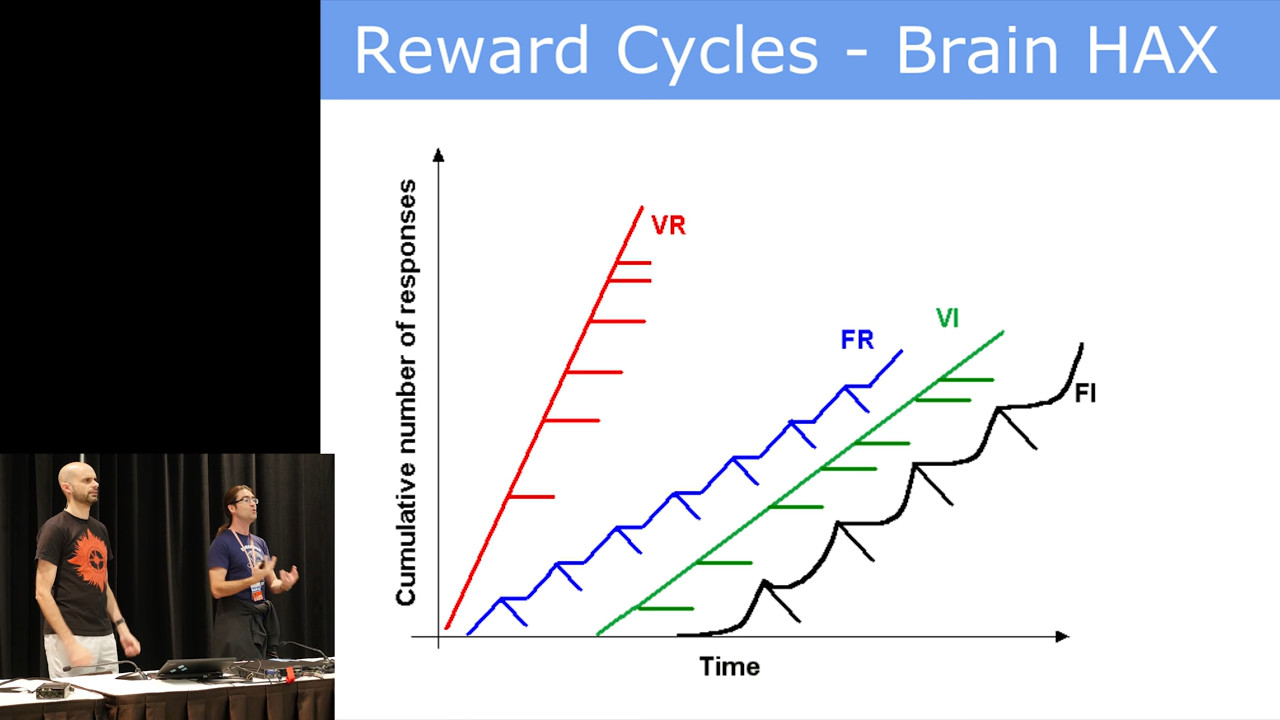 Reward Cycles - Brain HAX
Cumulative number of responses
VR
FR
VI
FI
Time